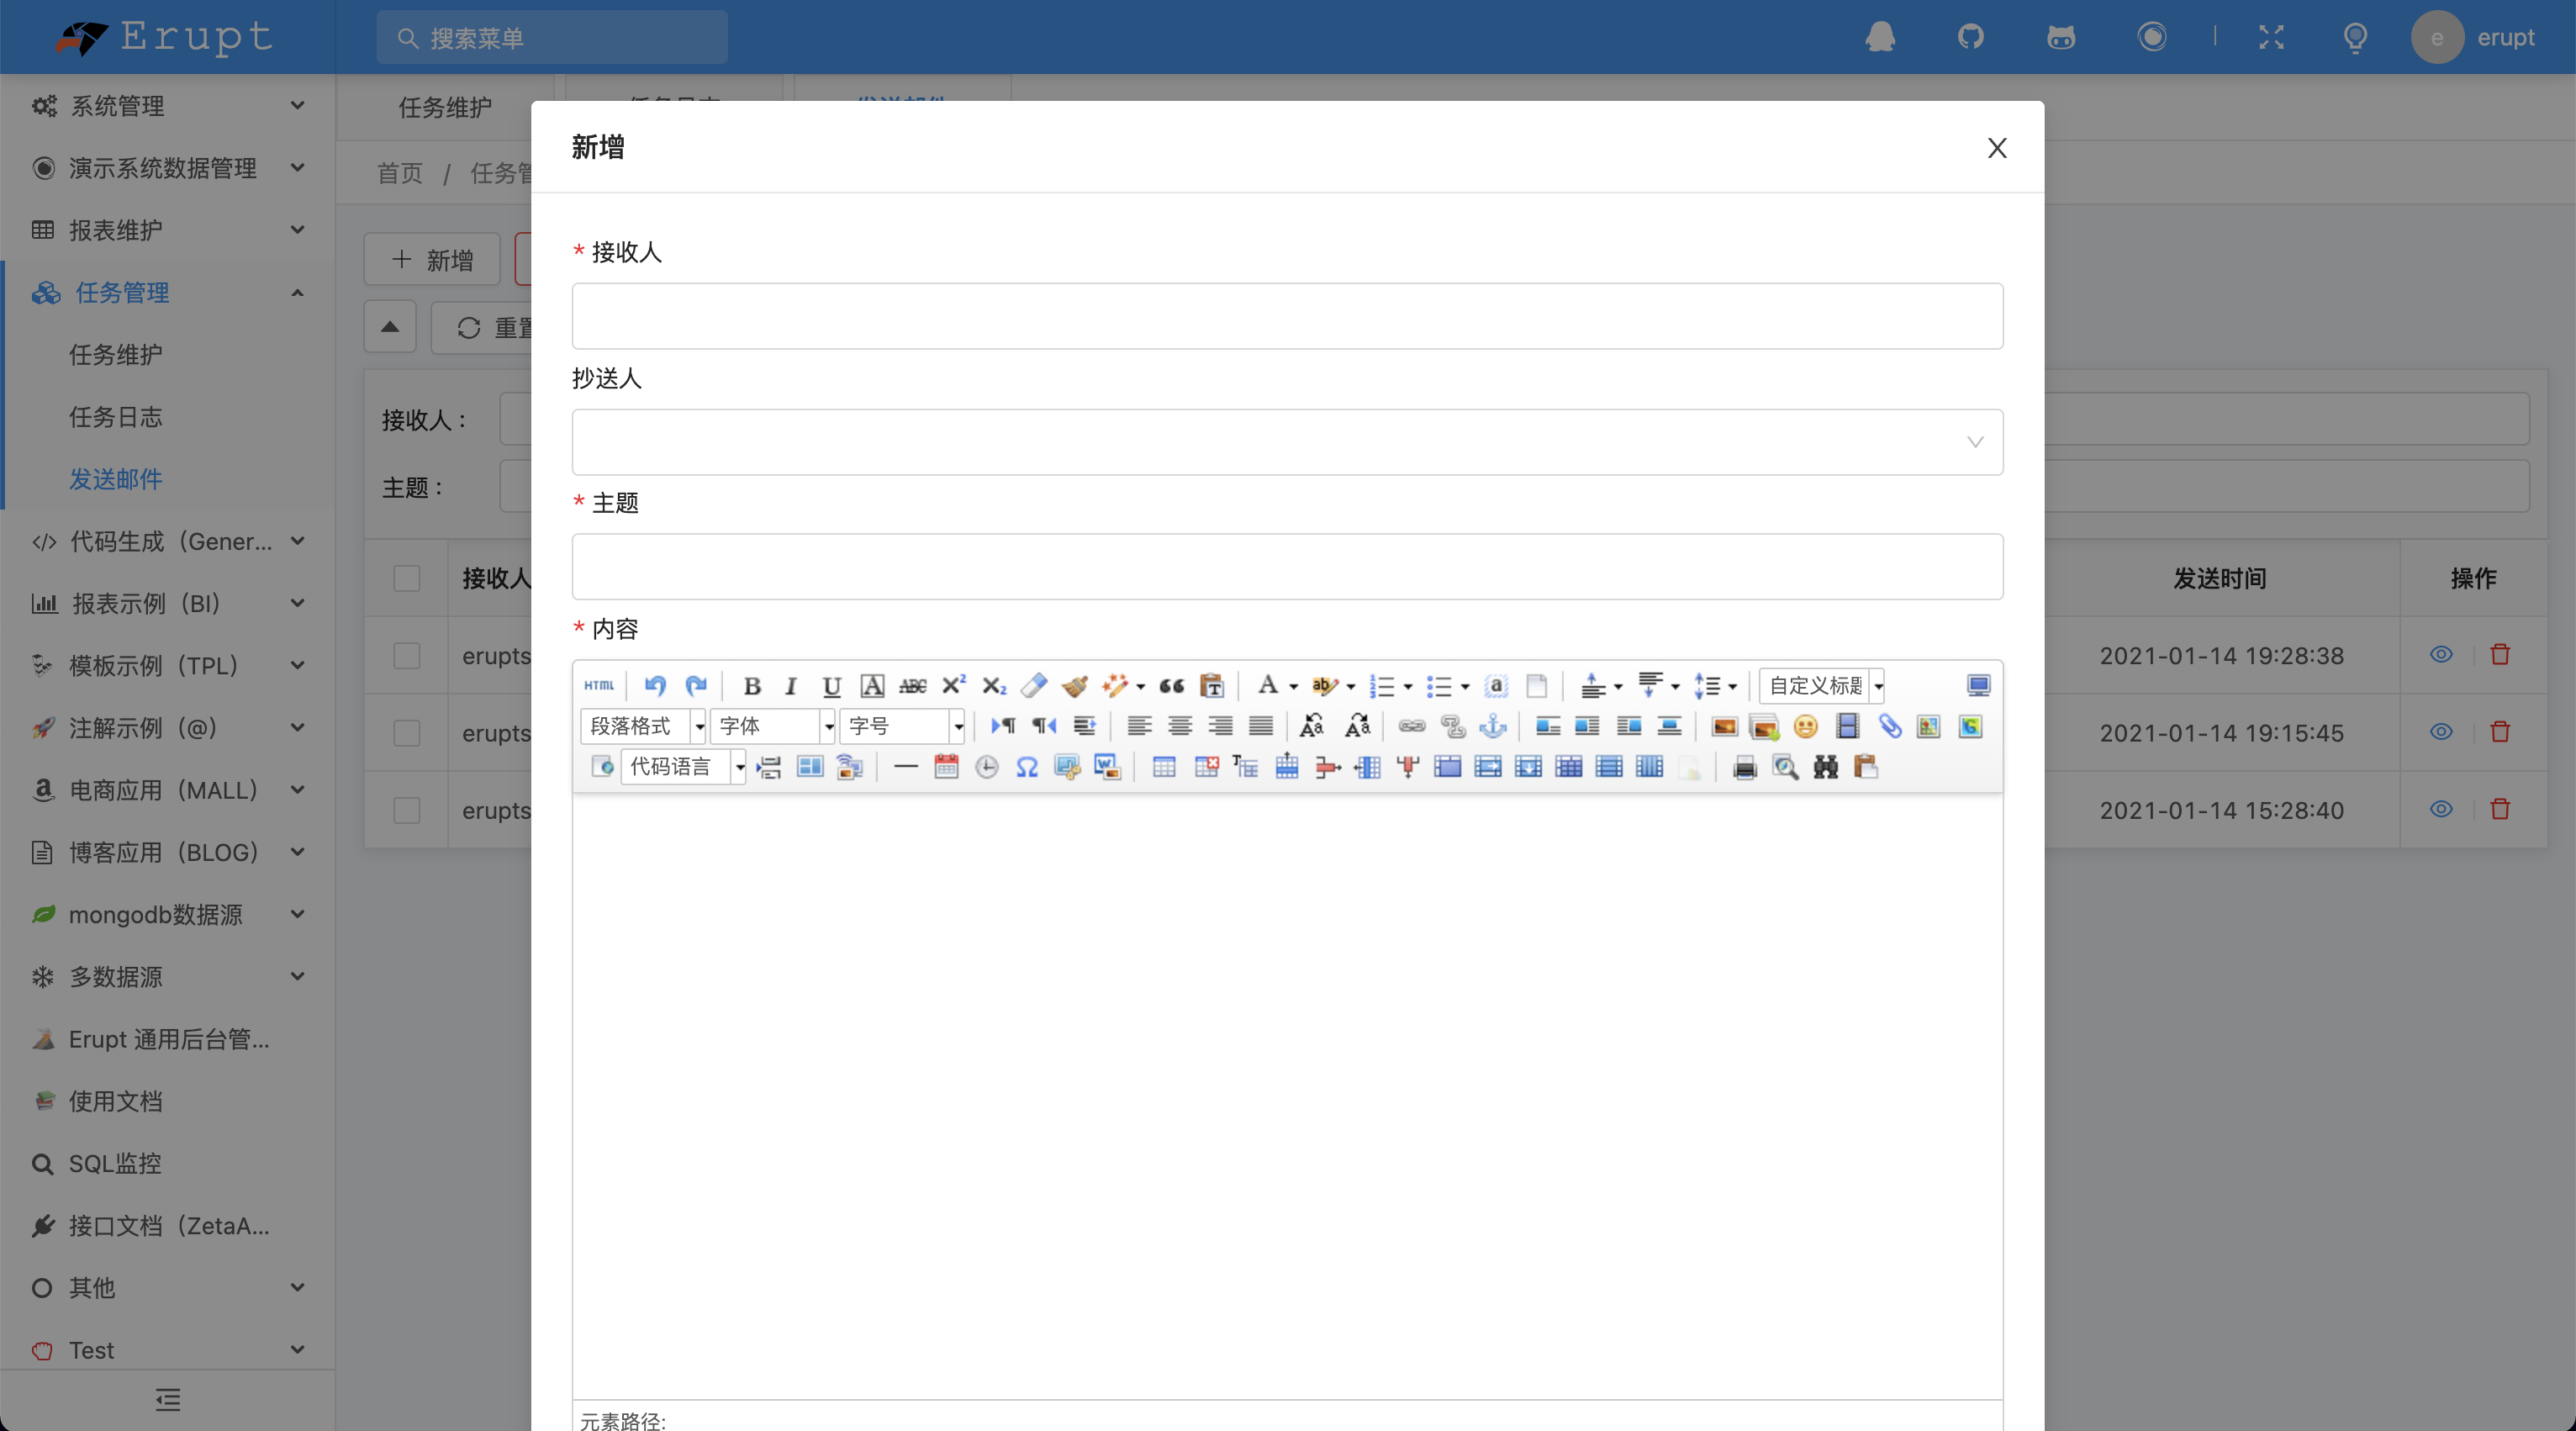 Erupt
搜索菜单
e
erupt
系统管理
演示系统数据管理
报表维护
任务管理
任务维护
任务日志
发送邮件
代码生成（Gener...
报表示例（BI）
模板示例（TPL）
注解示例（@）
电商应用（MALL）
博客应用（BLOG）
mongodb数据源
多数据源
Erupt 通用后台管...
使用文档
SQL监控
接口文档（ZetaA...
其他
Test
任务维护
首页 / 任务管
新增
重置
接收人：
主题：
接收人
发送时间
操作
erupts
2021-01-14 19:28:38
erupts
2021-01-14 19:15:45
erupts
2021-01-14 15:28:40
新增
* 接收人
抄送人
* 主题
* 内容
HTML
自定义标题
段落格式
字体
字号
代码语言
元素路径: